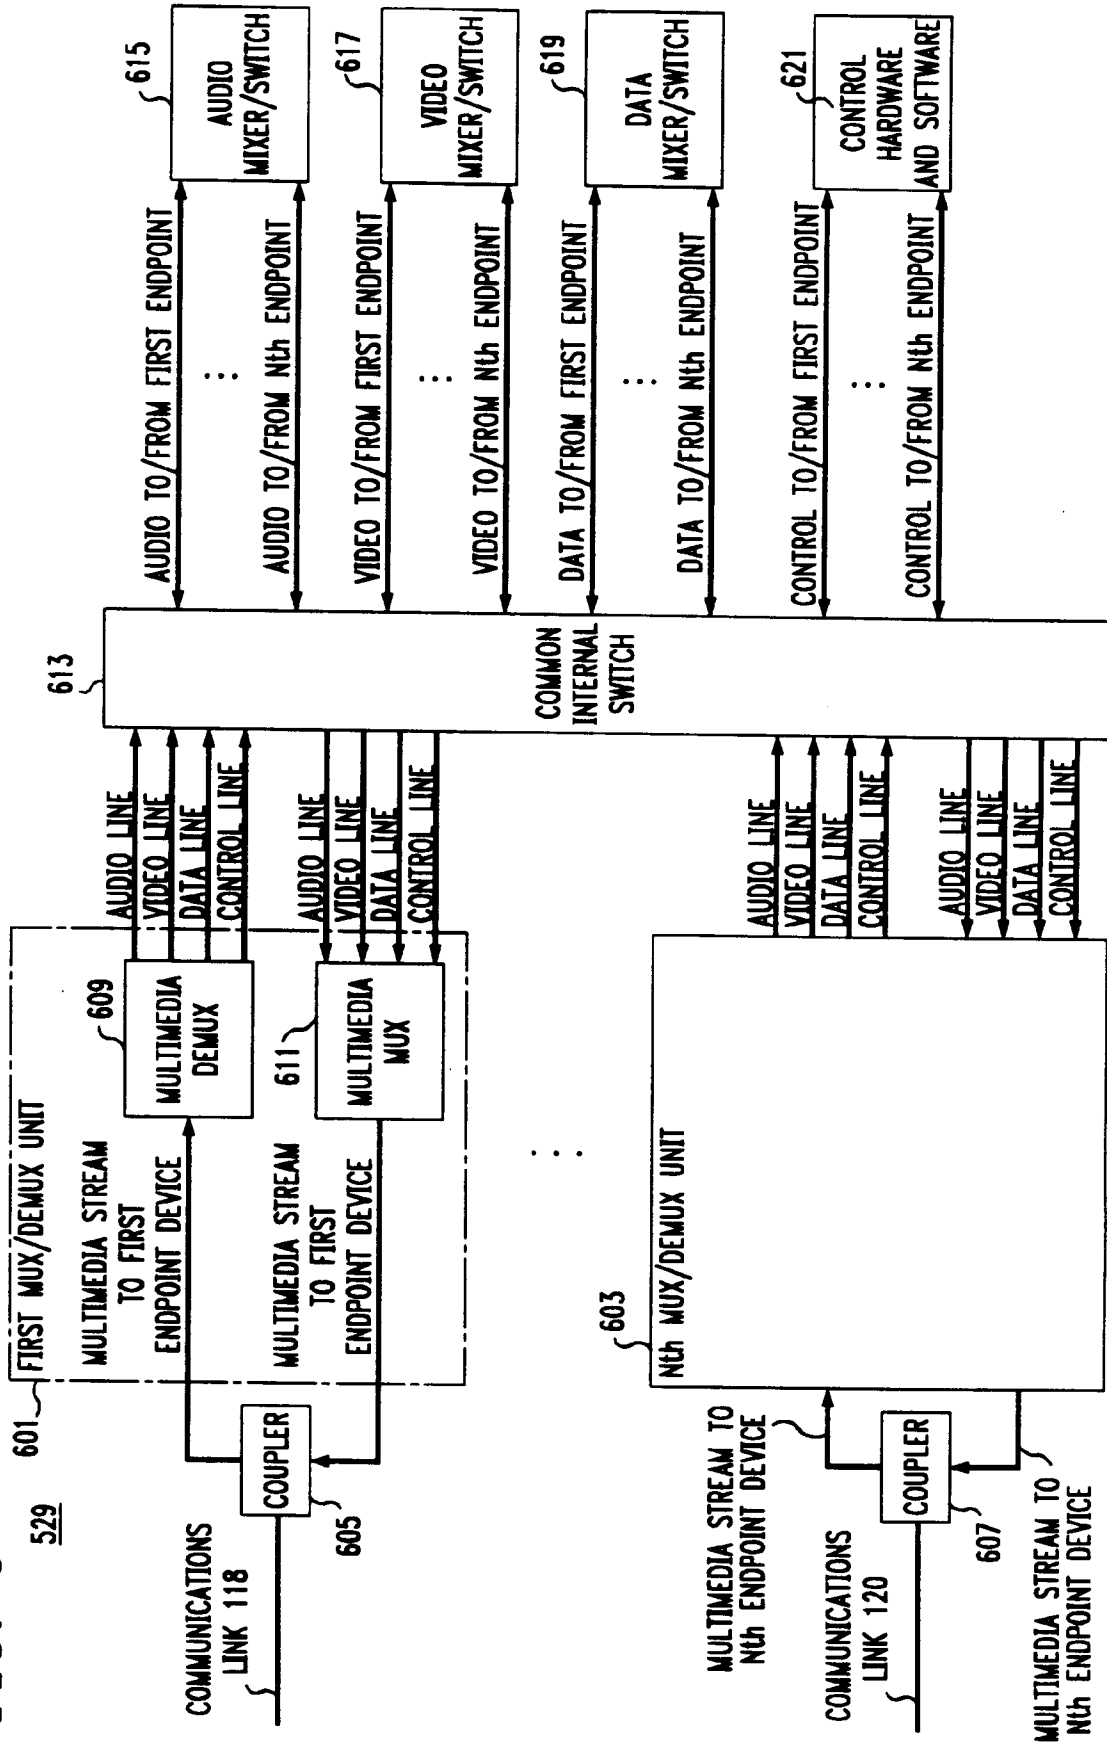 529
601
FIRST MUX/DEMUX UNIT
COMMUNICATIONS
LINK 118
COUPLER
605
MULTIMEDIA STREAM
TO FIRST
ENDPOINT DEVICE
MULTIMEDIA STREAM
TO FIRST
ENDPOINT DEVICE
609
MULTIMEDIA
DEMUX
611
MULTIMEDIA
MUX
AUDIO LINE
VIDEO LINE
DATA LINE
CONTROL LINE
AUDIO LINE
VIDEO LINE
DATA LINE
CONTROL LINE
. . .
603
Nth MUX/DEMUX UNIT
MULTIMEDIA STREAM TO
Nth ENDPOINT DEVICE
COMMUNICATIONS
LINK 120
COUPLER
607
MULTIMEDIA STREAM TO
Nth ENDPOINT DEVICE
AUDIO LINE
VIDEO LINE
DATA LINE
CONTROL LINE
AUDIO LINE
VIDEO LINE
DATA LINE
CONTROL LINE
613
COMMON
INTERNAL
SWITCH
AUDIO TO/FROM FIRST ENDPOINT
. . .
AUDIO TO/FROM Nth ENDPOINT
615
AUDIO
MIXER/SWITCH
VIDEO TO/FROM FIRST ENDPOINT
. . .
VIDEO TO/FROM Nth ENDPOINT
617
VIDEO
MIXER/SWITCH
DATA TO/FROM FIRST ENDPOINT
. . .
DATA TO/FROM Nth ENDPOINT
619
DATA
MIXER/SWITCH
CONTROL TO/FROM FIRST ENDPOINT
. . .
CONTROL TO/FROM Nth ENDPOINT
621
CONTROL
HARDWARE
AND SOFTWARE